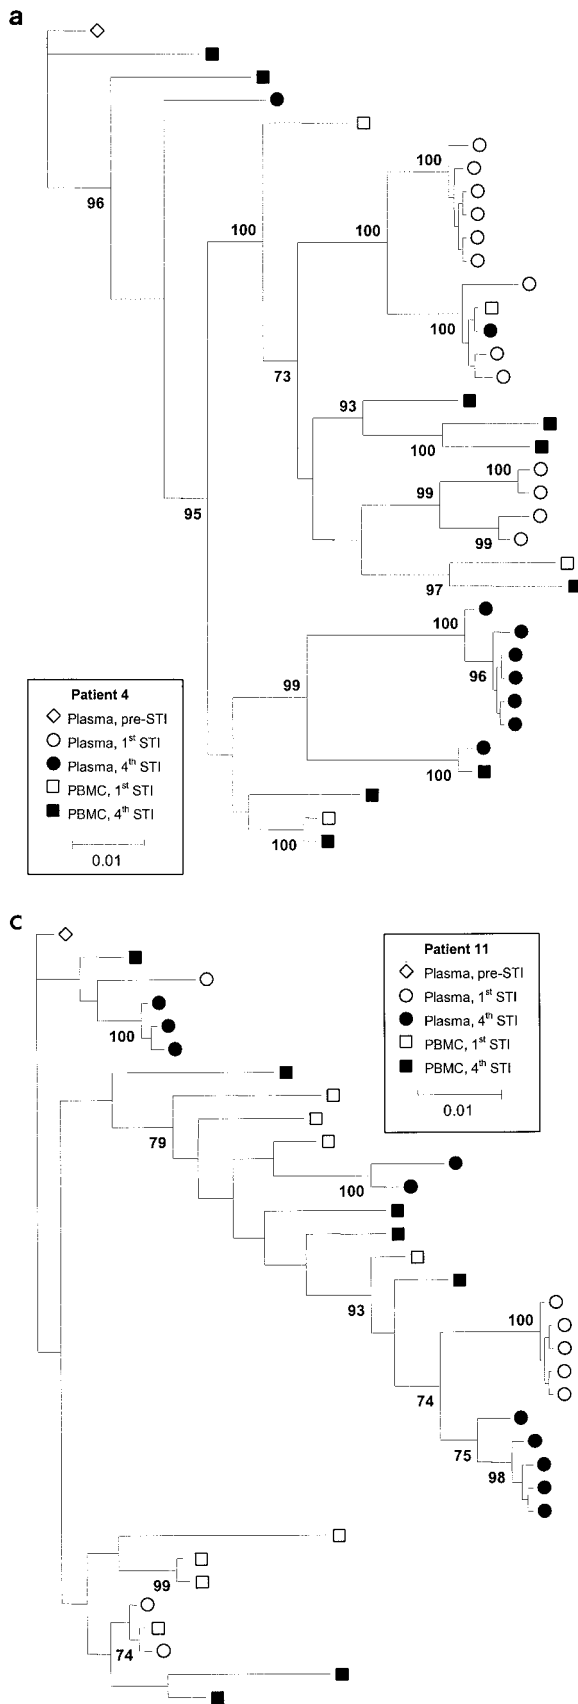 a
100
96
100
100
100
73
93
100
100
99
95
99
97
100
96
99
100
100
Patient 4
Plasma, pre-STI
Plasma, 1st STI
Plasma, 4th STI
PBMC, 1st STI
PBMC, 4th STI
0.01
C
Patient 11
Plasma, pre-STI
Plasma, 1st STI
Plasma, 4th STI
PBMC, 1st STI
PBMC, 4th STI
0.01
100
79
100
93
100
74
75
98
99
74